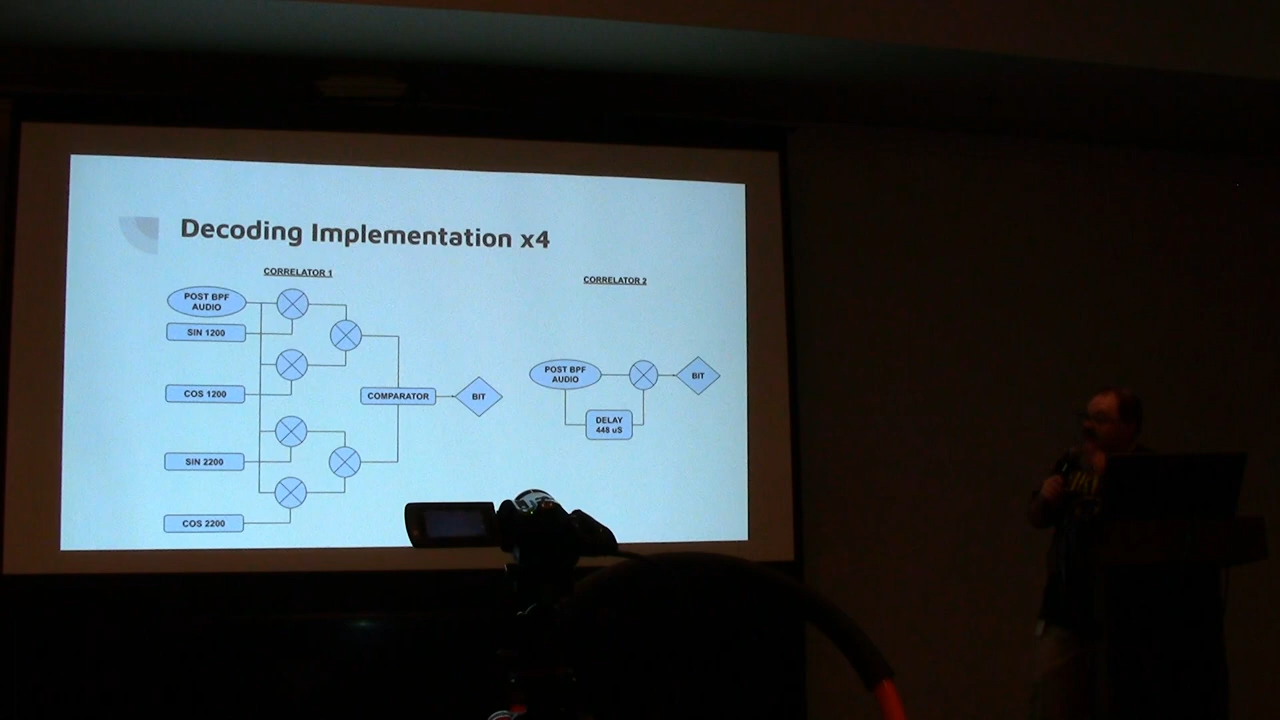 Decoding Implementation x4
CORRELATOR 1
POST BPF
AUDIO
SIN 1200
COS 1200
SIN 2200
COS 2200
COMPARATOR
BIT
CORRELATOR 2
POST BPF
AUDIO
DELAY
448 uS
BIT